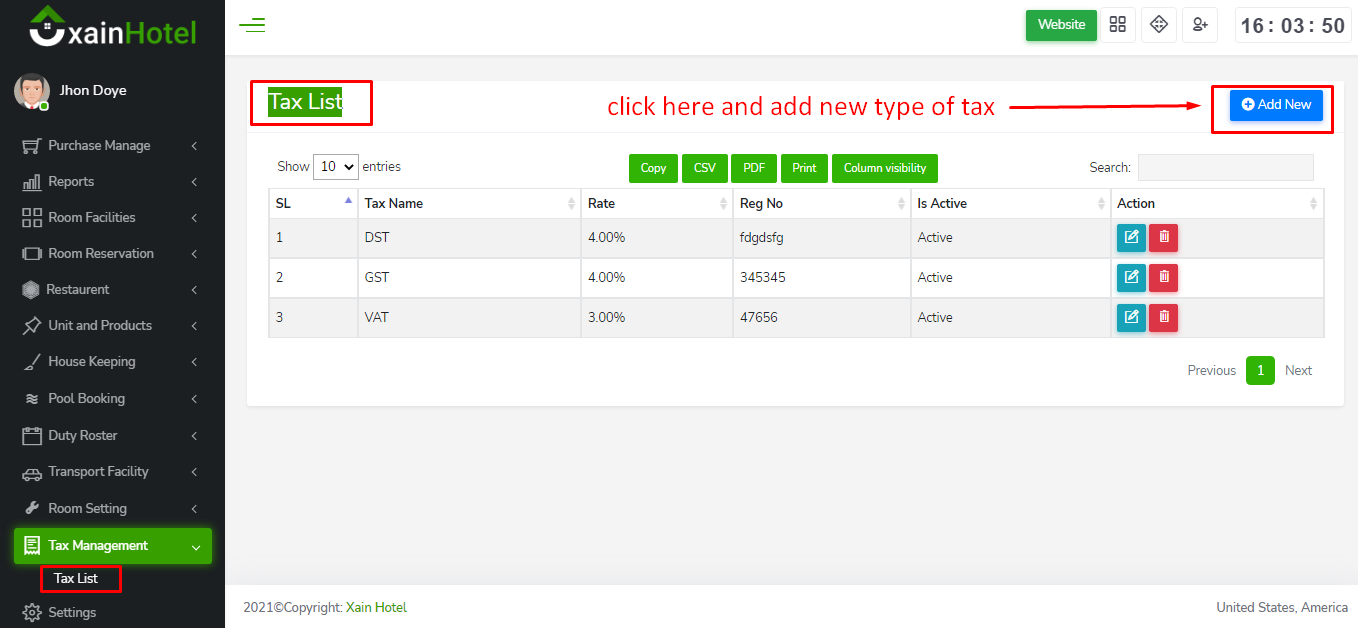 xainHotel
Jhon Doye
Purchase Manage
Reports
Room Facilities
Room Reservation
Restaurent
Unit and Products
House Keeping
Pool Booking
Duty Roster
Transport Facility
Room Setting
Tax Management
Tax List
Settings
Website
16 : 03 : 50
Tax List
click here and add new type of tax
Add New
Show 10 entries
Copy CSV PDF Print Column visibility
Search:
SL Tax Name Rate Reg No Is Active Action
1 DST 4.00% fdgdsfg Active
2 GST 4.00% 345345 Active
3 VAT 3.00% 47656 Active
Previous 1 Next
2021©Copyright: Xain Hotel
United States, America